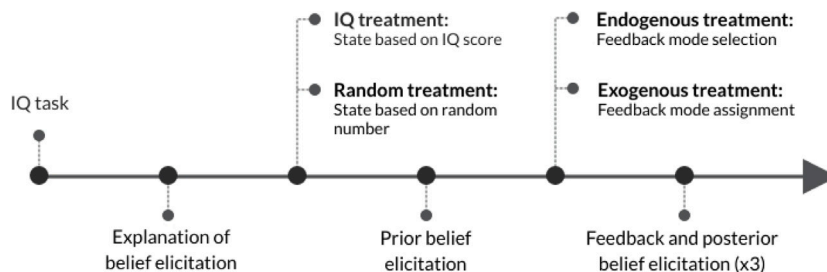 IQ treatment:
State based on IQ score
Random treatment:
State based on random
number
Endogenous treatment:
Feedback mode selection
Exogenous treatment:
Feedback mode assignment
IQ task
Explanation of
belief elicitation
Prior belief
elicitation
Feedback and posterior
belief elicitation (x3)